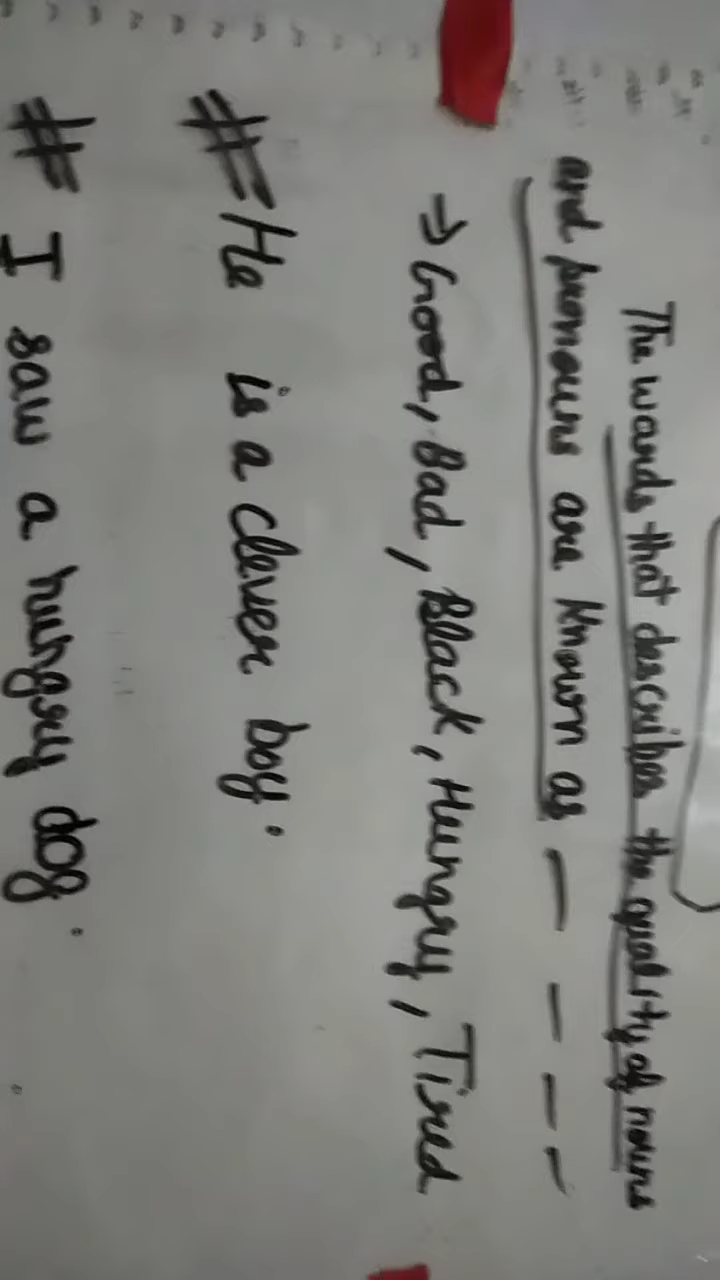 The words that describes the quality of nouns
and pronouns are known as - - - -
→ Good, Bad, Black, Hungry, Tired
# He is a clever boy.
# I saw a hungry dog.